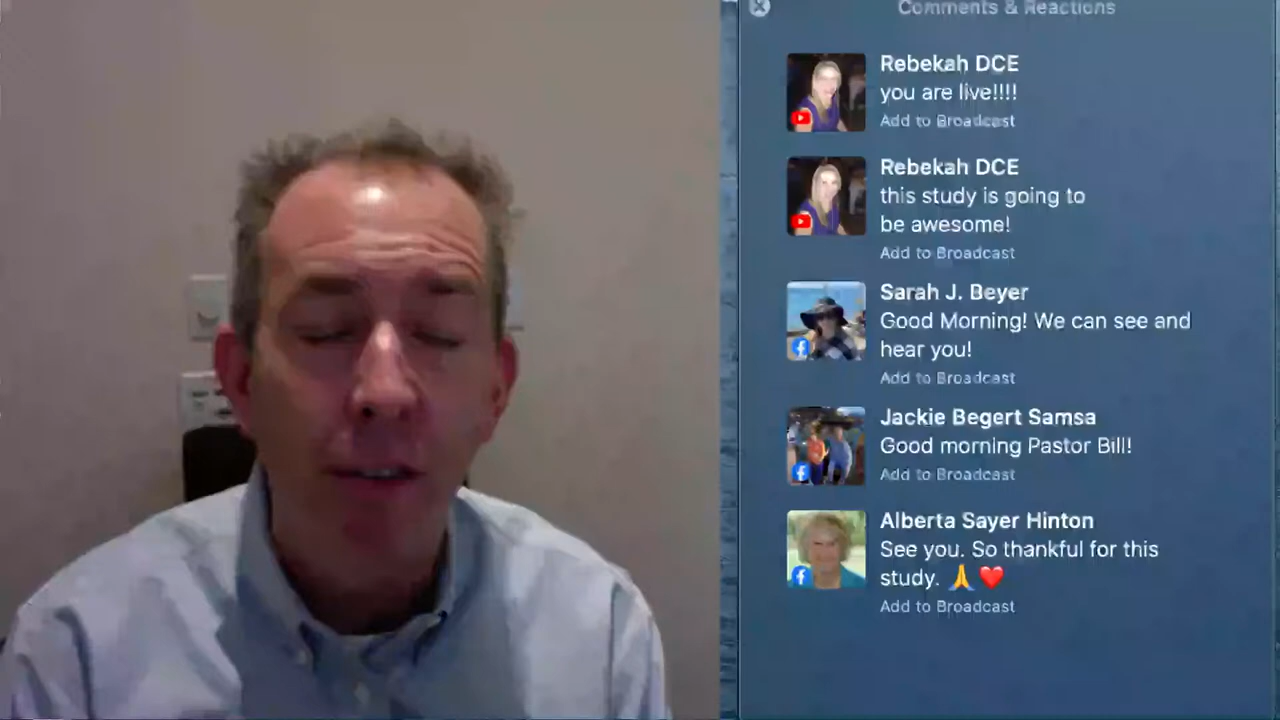 Comments & Reactions
Rebekah DCE
you are live!!!!
Add to Broadcast
Rebekah DCE
this study is going to
be awesome!
Add to Broadcast
Sarah J. Beyer
Good Morning! We can see and
hear you!
Add to Broadcast
Jackie Begert Samsa
Good morning Pastor Bill!
Add to Broadcast
Alberta Sayer Hinton
See you. So thankful for this
study. 🙏 ❤️
Add to Broadcast